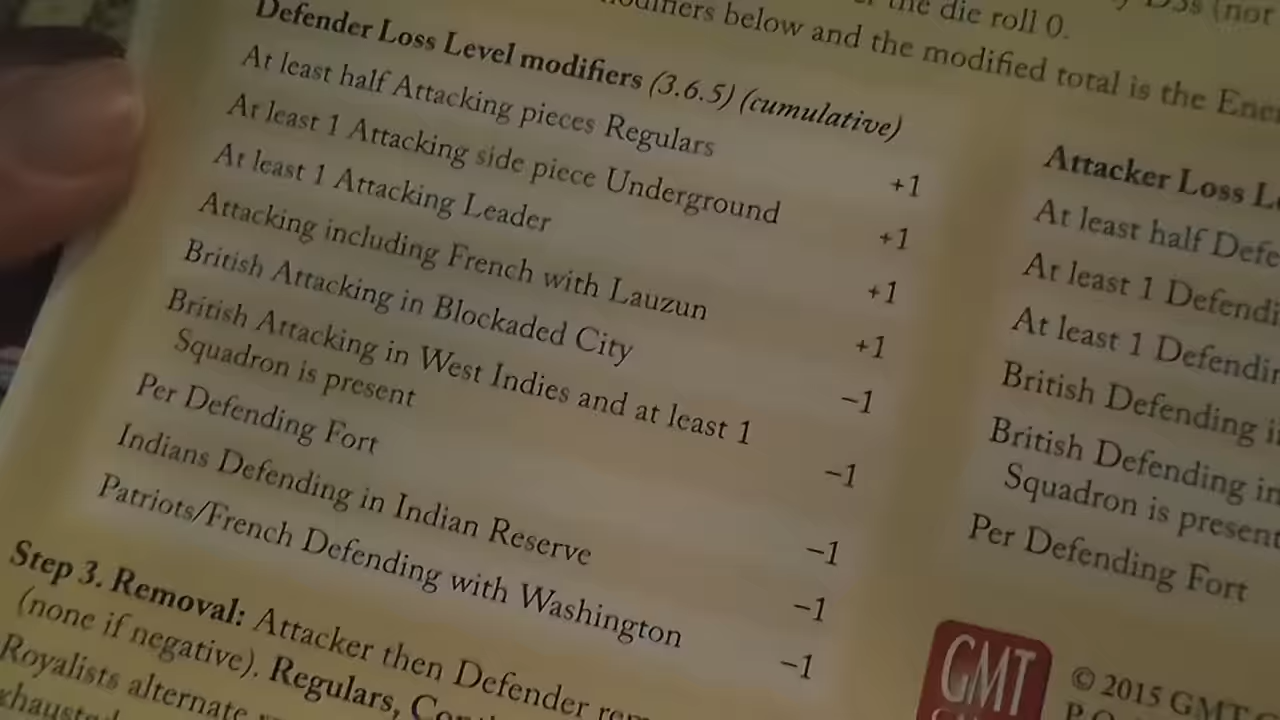 the die roll 0.
below and the modified total is the
Defender Loss Level modifiers (3.6.5) (cumulative)
At least half Attacking pieces Regulars +1
At least 1 Attacking side piece Underground +1
At least 1 Attacking Leader +1
Attacking including French with Lauzun +1
British Attacking in Blockaded City −1
British Attacking in West Indies and at least 1
Squadron is present −1
Per Defending Fort −1
Indians Defending in Indian Reserve −1
Patriots/French Defending with Washington −1
Step 3. Removal: Attacker then Defender
(none if negative). Regulars,
Royalists alternate
Attacker Loss
At least half
At least 1
At least 1
British Defending
British Defending in
Squadron is present
Per Defending Fort
GMT
© 2015 GMT